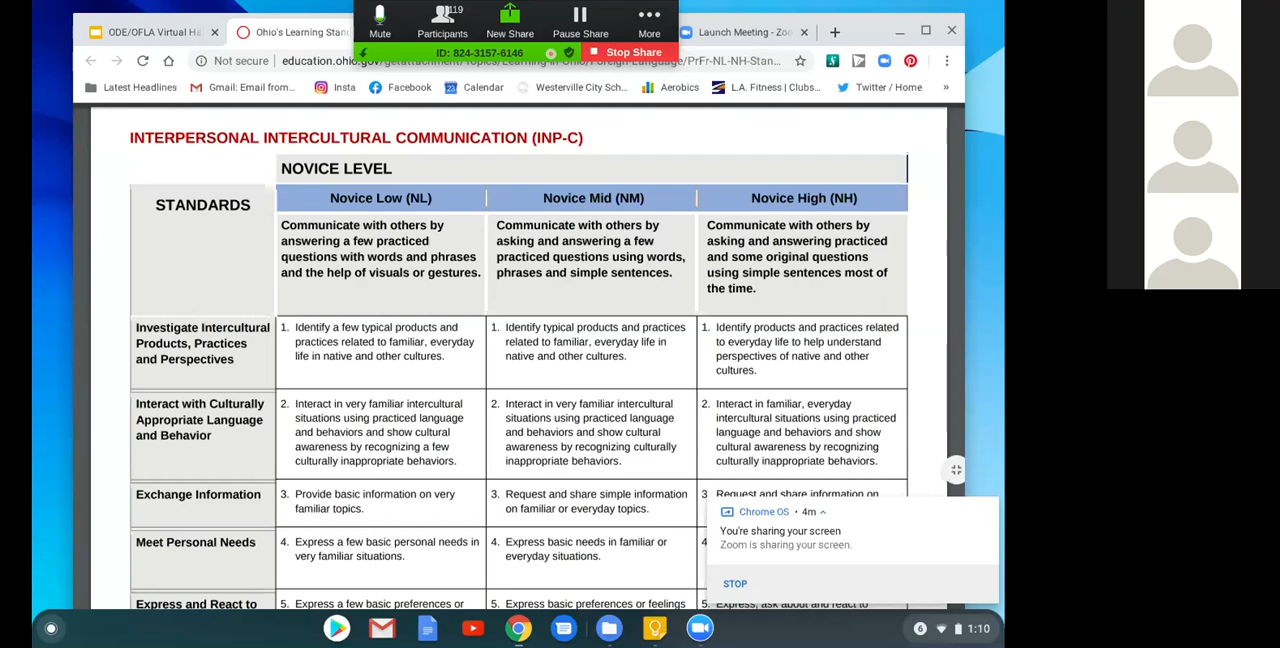 119
Mute
Participants
New Share
Pause Share
More
ID: 824-3157-6146
Stop Share
ODE/OFLA Virtual Ha
Ohio's Learning Stan
Launch Meeting - Zoo
Not secure
education.ohio.gov/getattachment/Topics/Learning-in-Ohio/Foreign-Language/PrFr-NL-NH-Stan...
Latest Headlines
Gmail: Email from...
Insta
Facebook
23
Calendar
Westerville City Sch...
Aerobics
L.A. Fitness | Clubs...
Twitter / Home
»
INTERPERSONAL INTERCULTURAL COMMUNICATION (INP-C)
NOVICE LEVEL
STANDARDS
Novice Low (NL)
Novice Mid (NM)
Novice High (NH)
Communicate with others by
answering a few practiced
questions with words and phrases
and the help of visuals or gestures.
Communicate with others by
asking and answering a few
practiced questions using words,
phrases and simple sentences.
Communicate with others by
asking and answering practiced
and some original questions
using simple sentences most of
the time.
Investigate Intercultural
Products, Practices
and Perspectives
1. Identify a few typical products and
practices related to familiar, everyday
life in native and other cultures.
1. Identify typical products and practices
related to familiar, everyday life in
native and other cultures.
1. Identify products and practices related
to everyday life to help understand
perspectives of native and other
cultures.
Interact with Culturally
Appropriate Language
and Behavior
2. Interact in very familiar intercultural
situations using practiced language
and behaviors and show cultural
awareness by recognizing a few
culturally inappropriate behaviors.
2. Interact in very familiar intercultural
situations using practiced language
and behaviors and show cultural
awareness by recognizing culturally
inappropriate behaviors.
2. Interact in familiar, everyday
intercultural situations using practiced
language and behaviors and show
cultural awareness by recognizing
culturally inappropriate behaviors.
Exchange Information
3. Provide basic information on very
familiar topics.
3. Request and share simple information
on familiar or everyday topics.
3. Request and share information on
Meet Personal Needs
4. Express a few basic personal needs in
very familiar situations.
4. Express basic needs in familiar or
everyday situations.
4
Express and React to
5. Express a few basic preferences or
5. Express basic preferences or feelings
5. Express, ask about and react to
Chrome OS • 4m
You're sharing your screen
Zoom is sharing your screen.
STOP
6
1:10